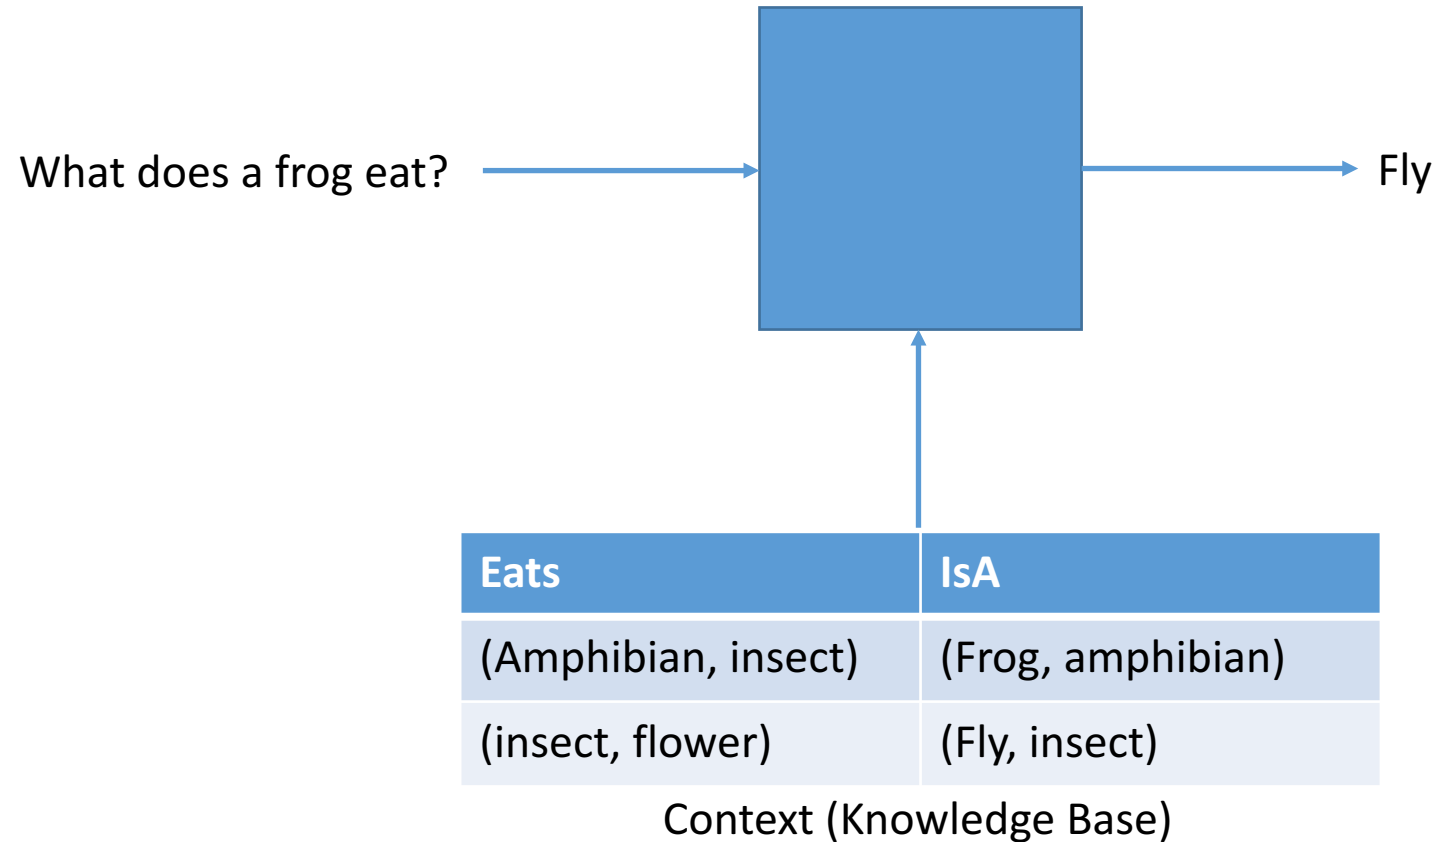 What does a frog eat?
Fly
Eats IsA
(Amphibian, insect) (Frog, amphibian)
(insect, flower) (Fly, insect)
Context (Knowledge Base)